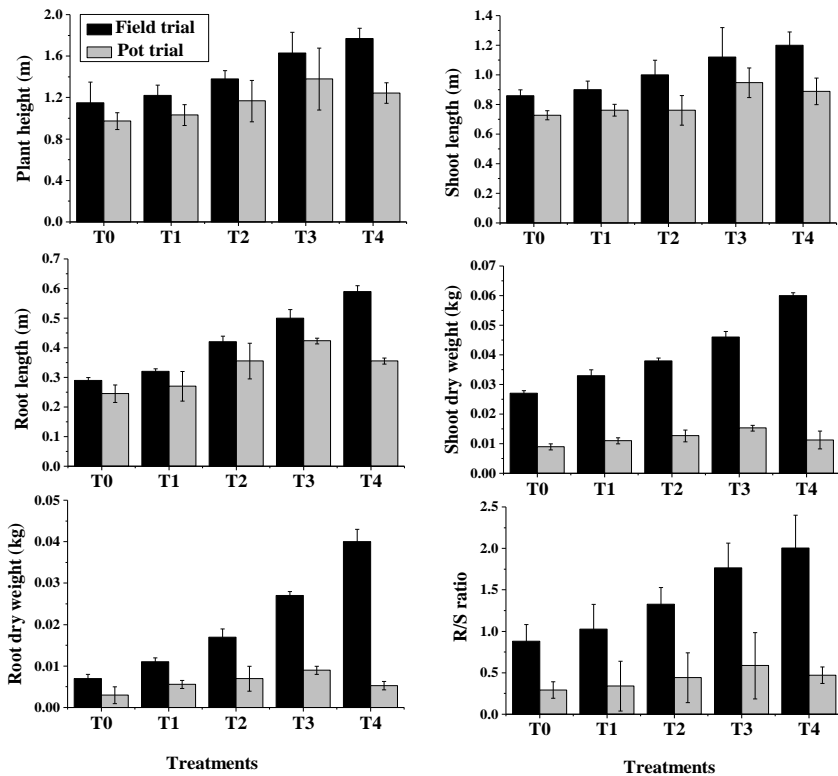 Field trial
Pot trial
Plant height (m)
2.0
1.6
1.2
0.8
0.4
0.0
T0 T1 T2 T3 T4
Shoot length (m)
1.4
1.2
1.0
0.8
0.6
0.4
0.2
0.0
T0 T1 T2 T3 T4
Root length (m)
0.7
0.6
0.5
0.4
0.3
0.2
0.1
0.0
T0 T1 T2 T3 T4
Shoot dry weight (kg)
0.07
0.06
0.05
0.04
0.03
0.02
0.01
0.00
T0 T1 T2 T3 T4
Root dry weight (kg)
0.05
0.04
0.03
0.02
0.01
0.00
T0 T1 T2 T3 T4
Treatments
R/S ratio
2.5
2.0
1.5
1.0
0.5
0.0
T0 T1 T2 T3 T4
Treatments